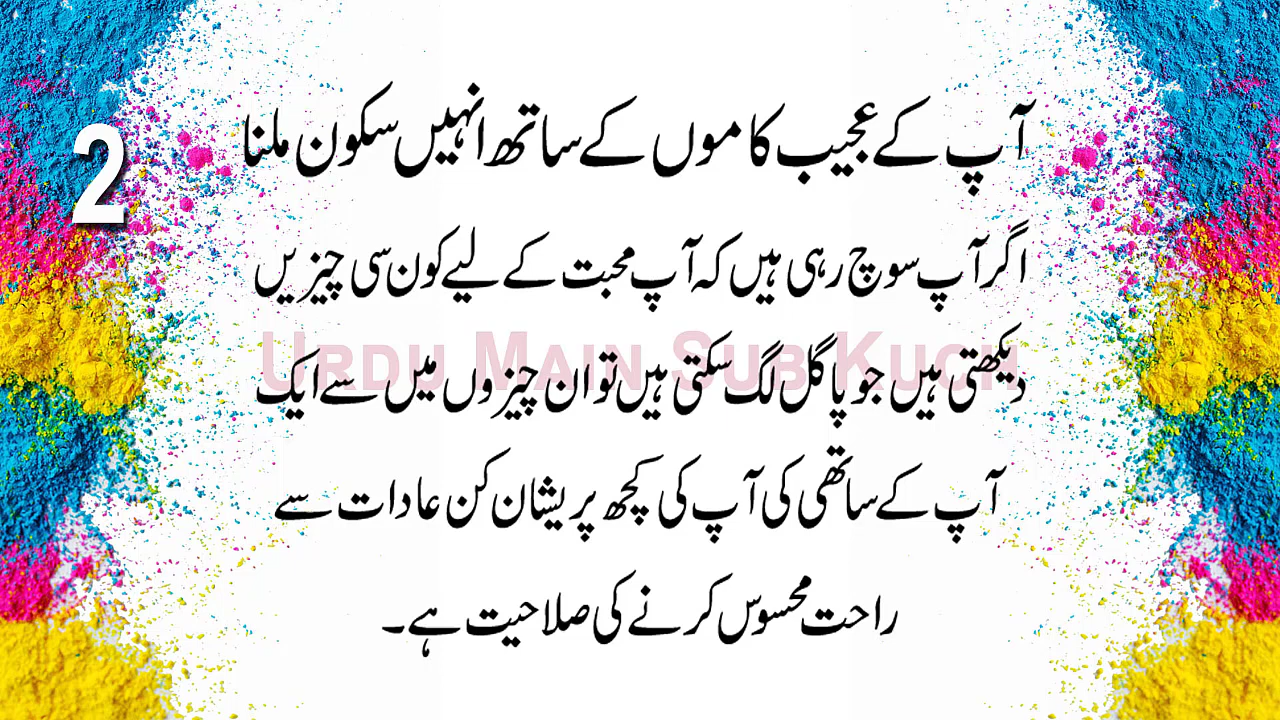 2
آپ کے عجیب کاموں کے ساتھ انہیں سکون ملنا
اگر آپ سوچ رہی ہیں کہ آپ محبت کے لیے کون سی چیزیں
دیکھتی ہیں جو پاگل لگ سکتی ہیں تو ان چیزوں میں سے ایک
URDU MAIN SUB KUCH
آپ کے ساتھی کی آپ کی کچھ پریشان کن عادات سے
راحت محسوس کرنے کی صلاحیت ہے۔